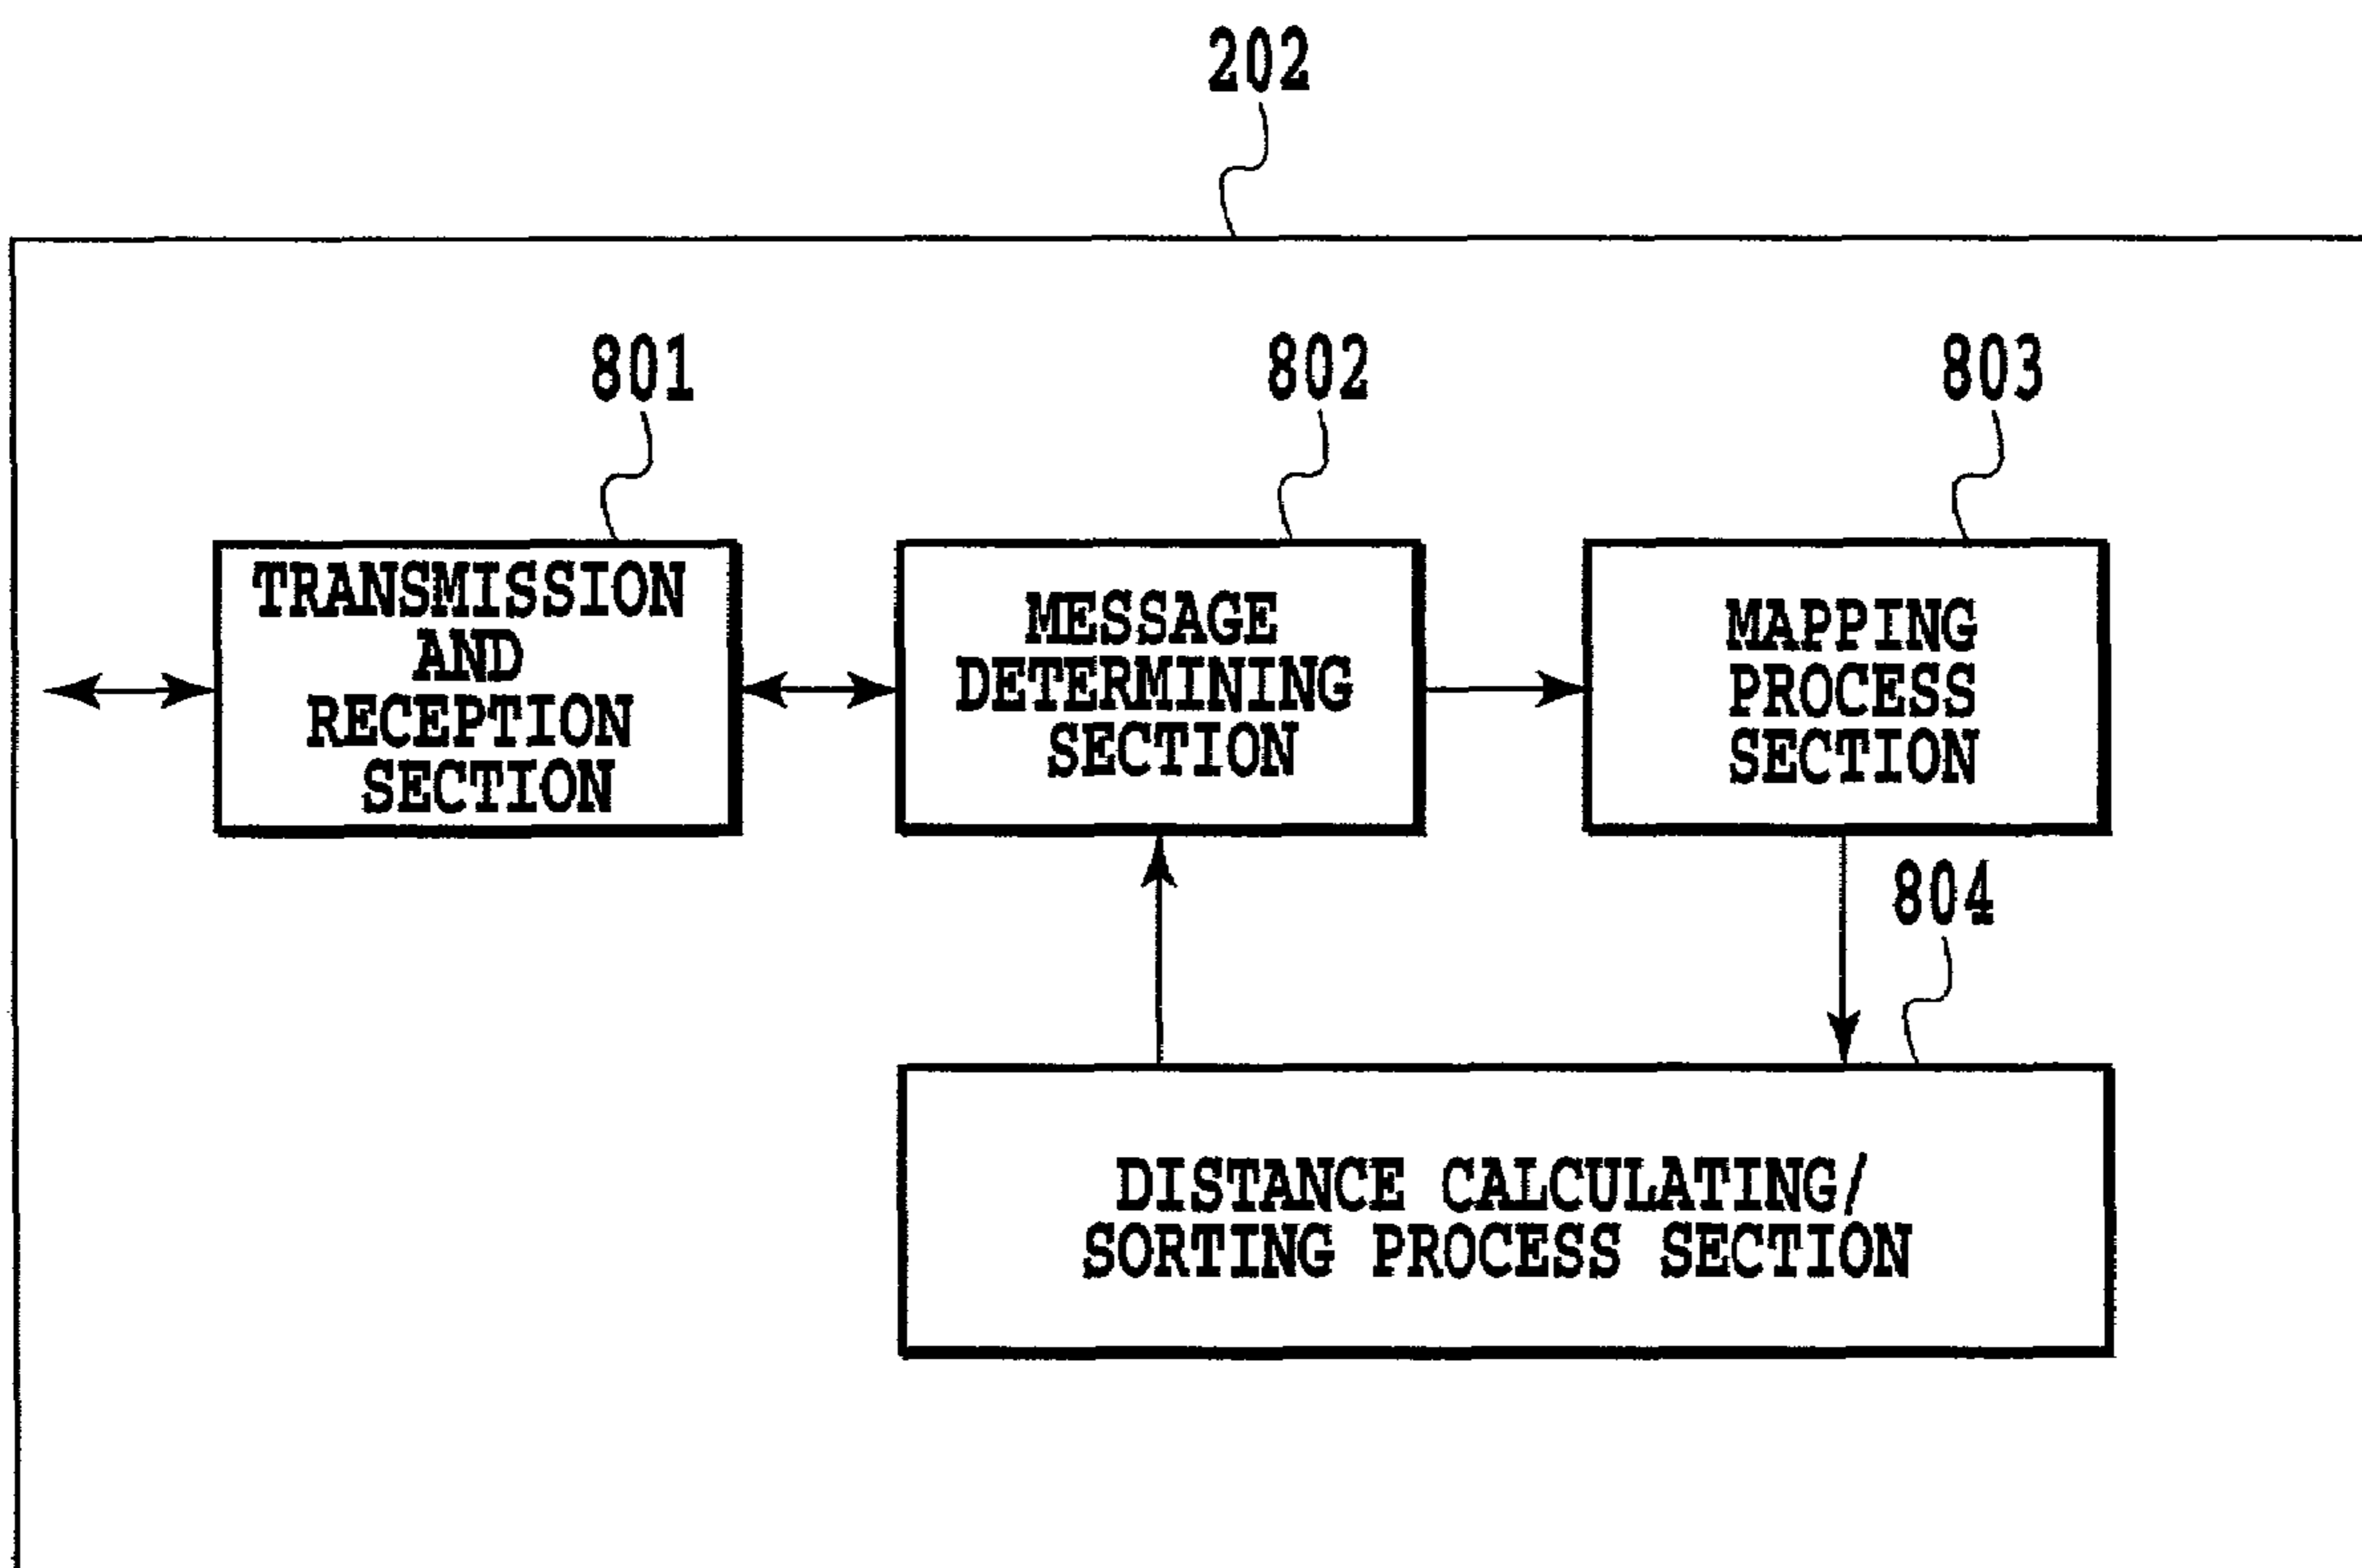 202
801
802
803
TRANSMISSION
AND
RECEPTION
SECTION
MESSAGE
DETERMINING
SECTION
MAPPING
PROCESS
SECTION
804
DISTANCE CALCULATING/
SORTING PROCESS SECTION